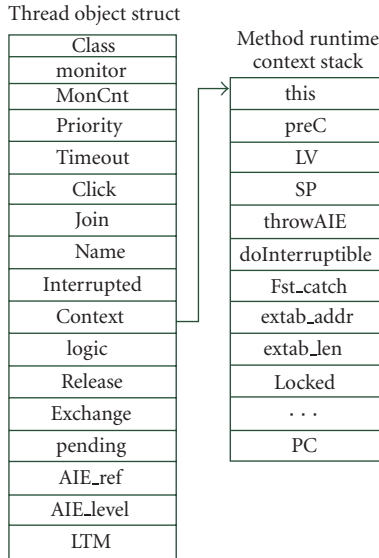 Thread object struct
Class
monitor
MonCnt
Priority
Timeout
Click
Join
Name
Interrupted
Context
logic
Release
Exchange
pending
AIE_ref
AIE_level
LTM
Method runtime
context stack
this
preC
LV
SP
throwAIE
doInterruptible
Fst_catch
extab_addr
extab_len
Locked
· · ·
PC